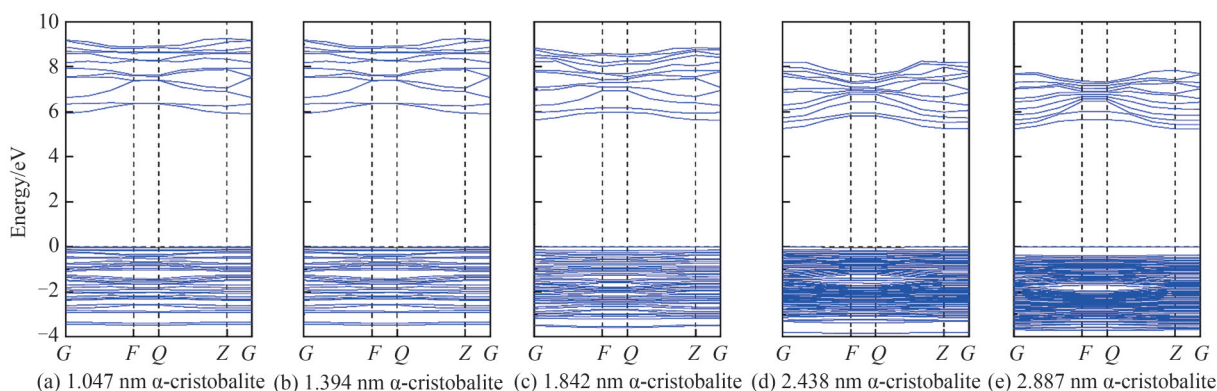 Energy/eV
10
8
6
4
2
0
−2
−4
G F Q Z G
G F Q Z G
G F Q Z G
G F Q Z G
G F Q Z G
(a) 1.047 nm α-cristobalite (b) 1.394 nm α-cristobalite (c) 1.842 nm α-cristobalite (d) 2.438 nm α-cristobalite (e) 2.887 nm α-cristobalite